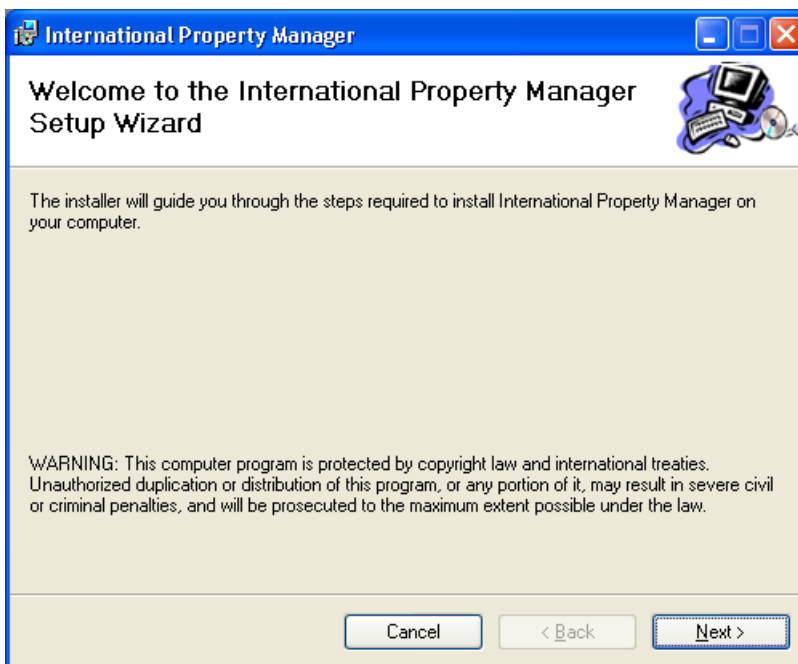 International Property Manager
Welcome to the International Property Manager
Setup Wizard
The installer will guide you through the steps required to install International Property Manager on
your computer.
WARNING: This computer program is protected by copyright law and international treaties.
Unauthorized duplication or distribution of this program, or any portion of it, may result in severe civil
or criminal penalties, and will be prosecuted to the maximum extent possible under the law.
Cancel
< Back
Next >